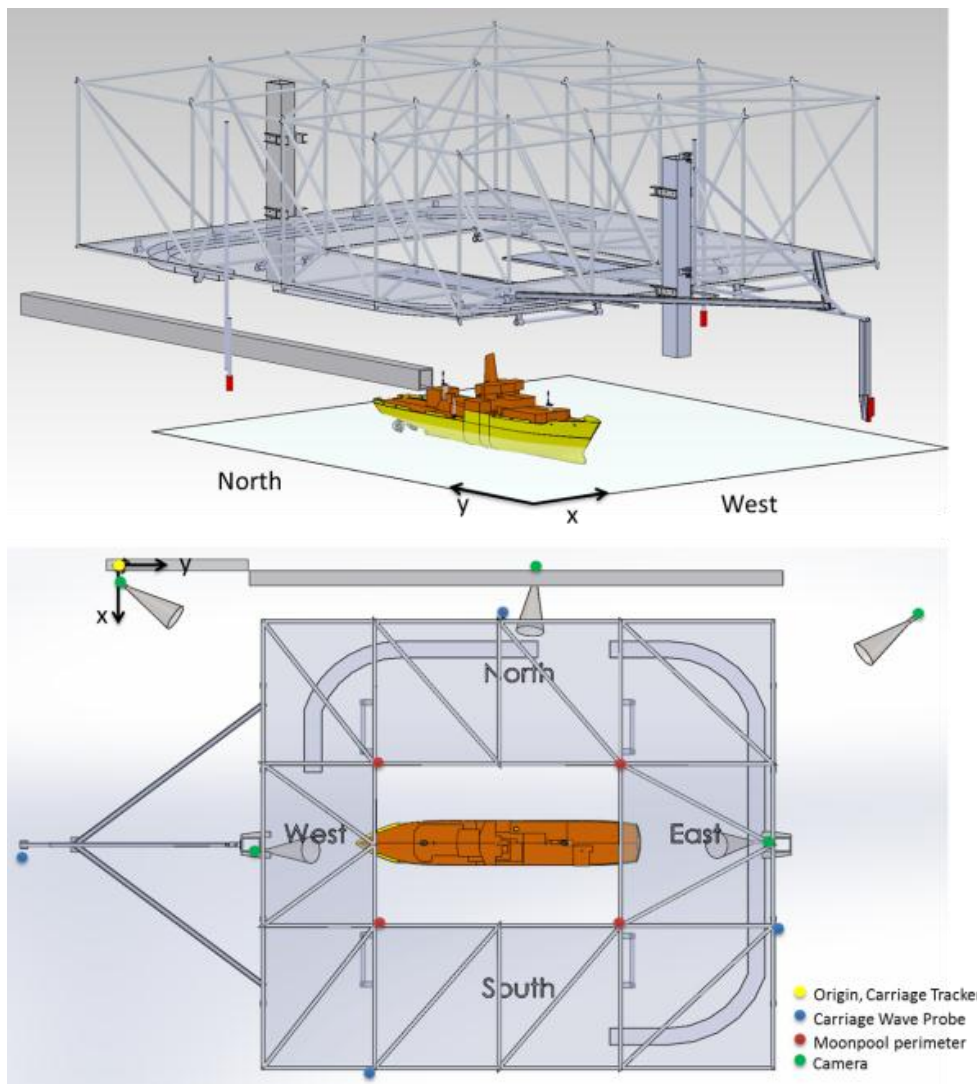 North
y
x
West
y
x
North
West
East
South
Origin, Carriage Tracker
Carriage Wave Probe
Moonpool perimeter
Camera